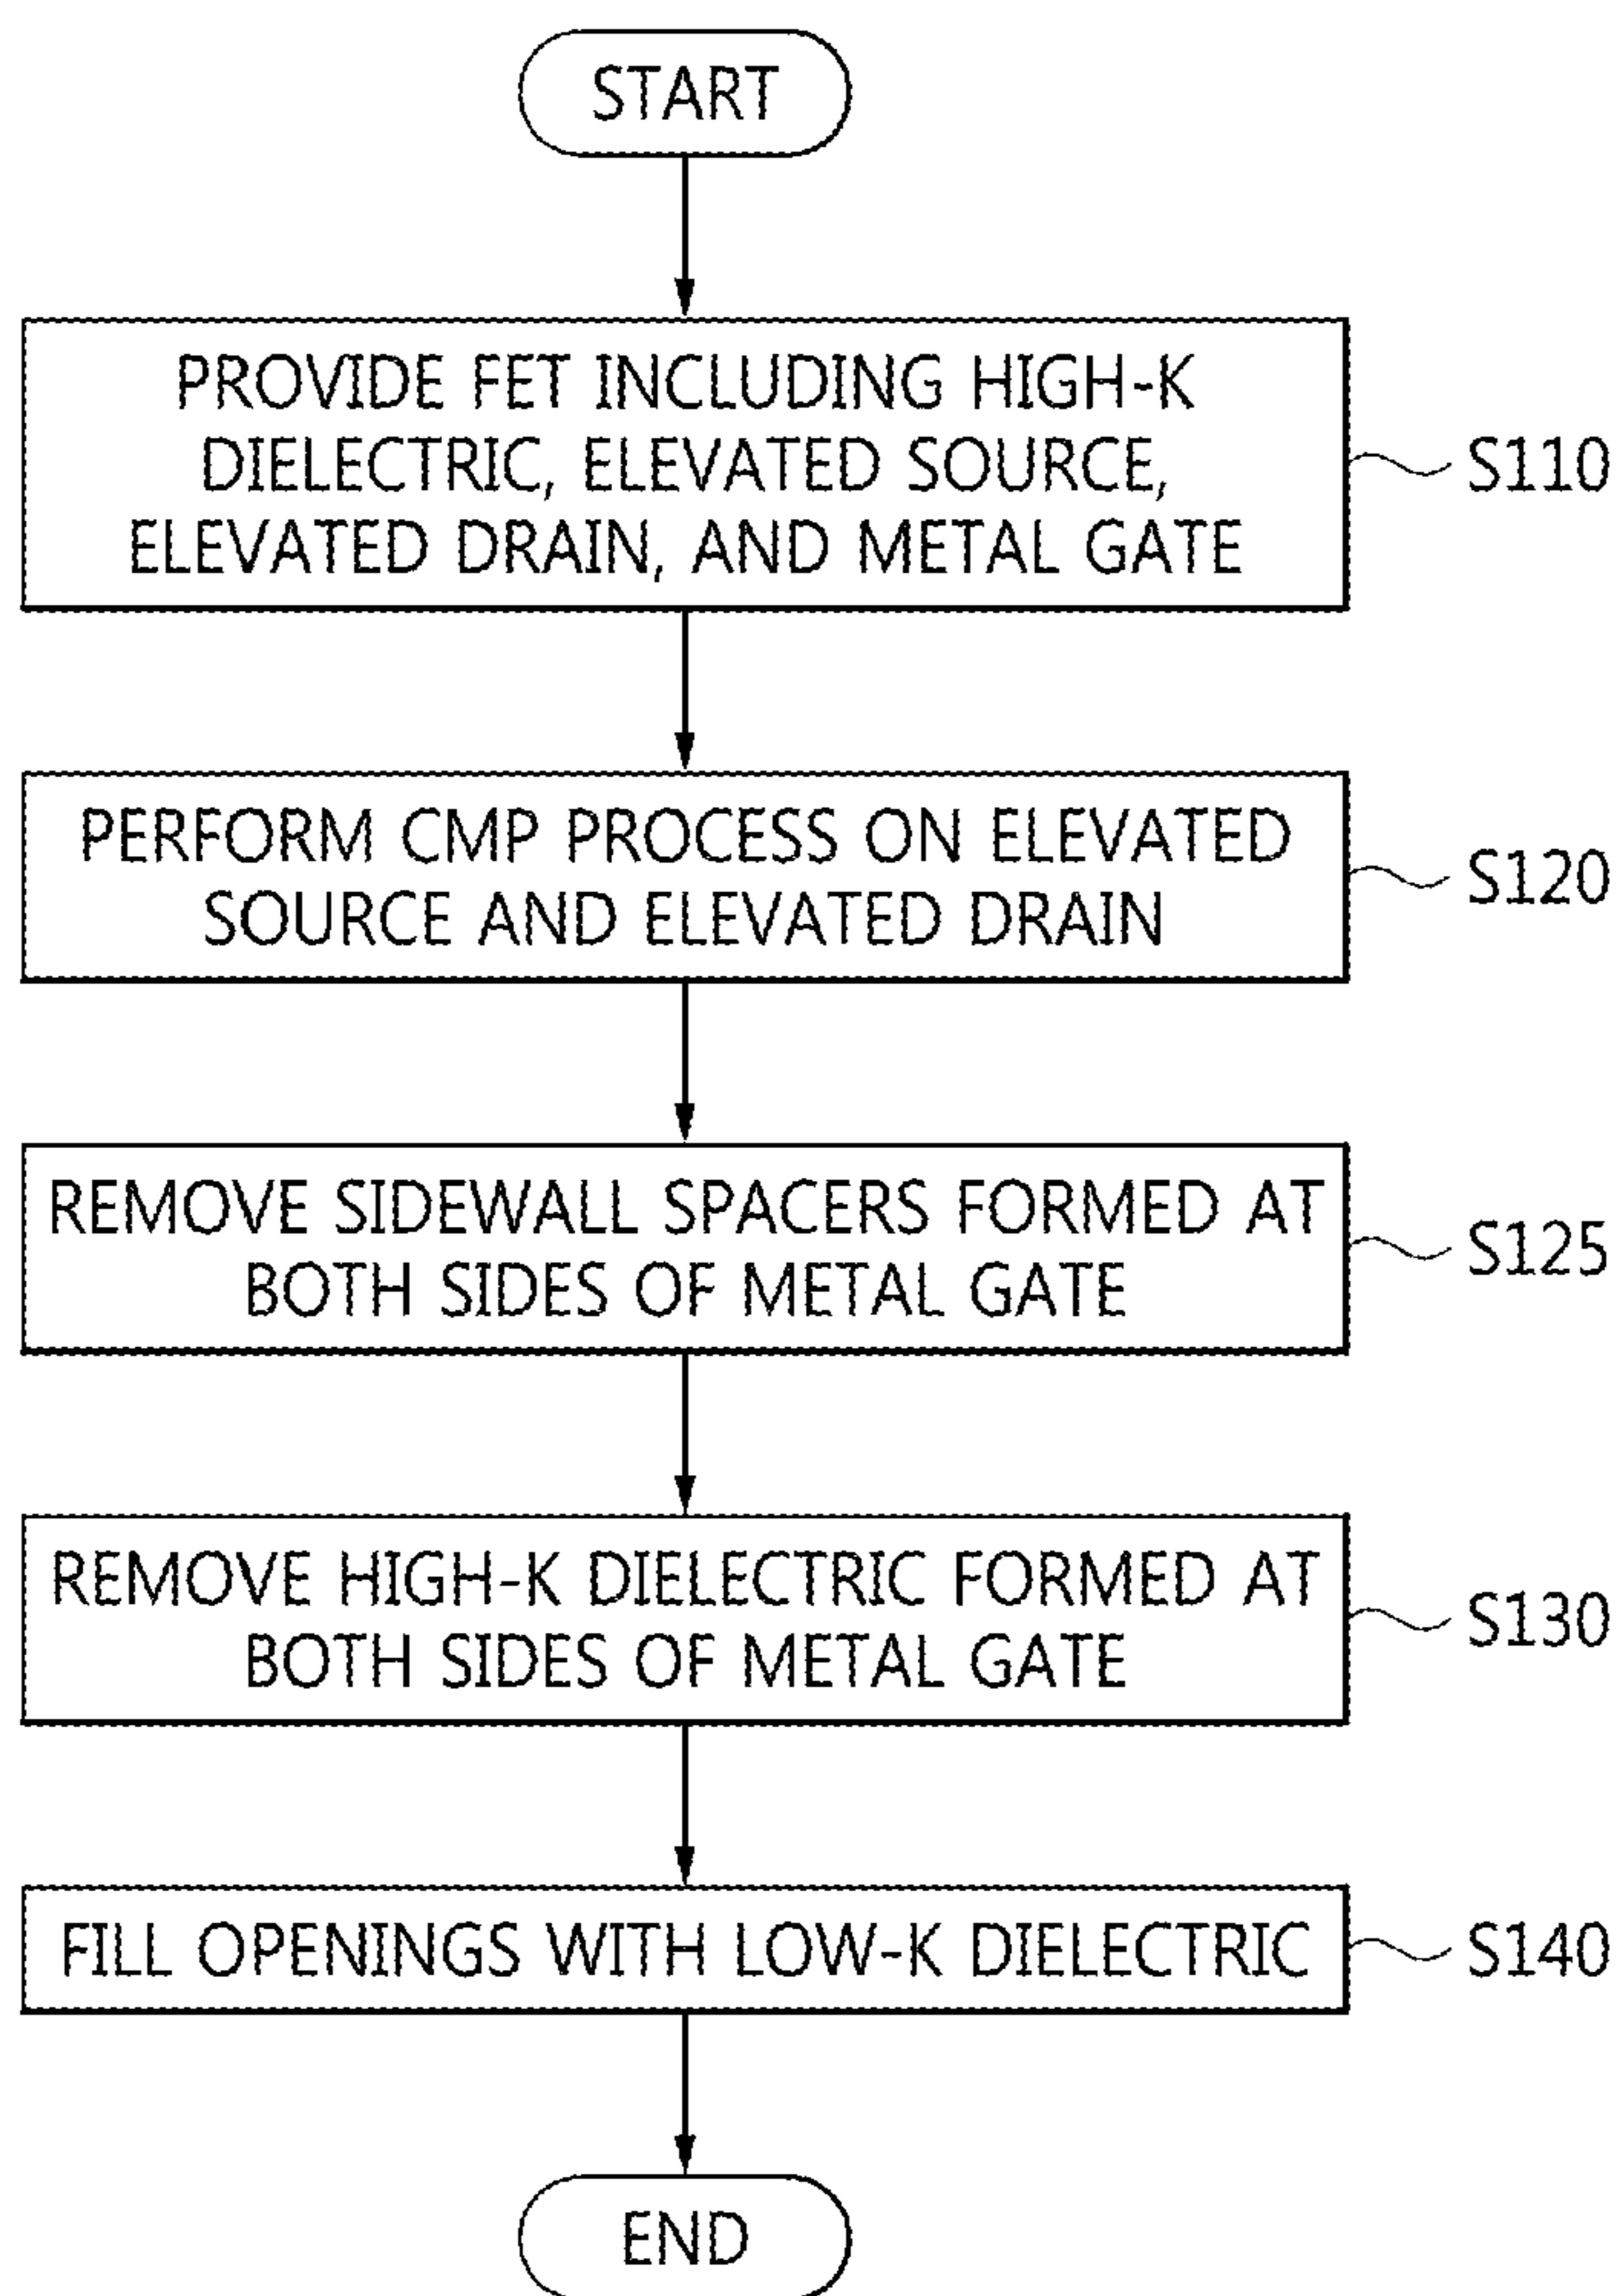 START
PROVIDE FET INCLUDING HIGH-K
DIELECTRIC, ELEVATED SOURCE,
ELEVATED DRAIN, AND METAL GATE
S110
PERFORM CMP PROCESS ON ELEVATED
SOURCE AND ELEVATED DRAIN
S120
REMOVE SIDEWALL SPACERS FORMED AT
BOTH SIDES OF METAL GATE
S125
REMOVE HIGH-K DIELECTRIC FORMED AT
BOTH SIDES OF METAL GATE
S130
FILL OPENINGS WITH LOW-K DIELECTRIC
S140
END